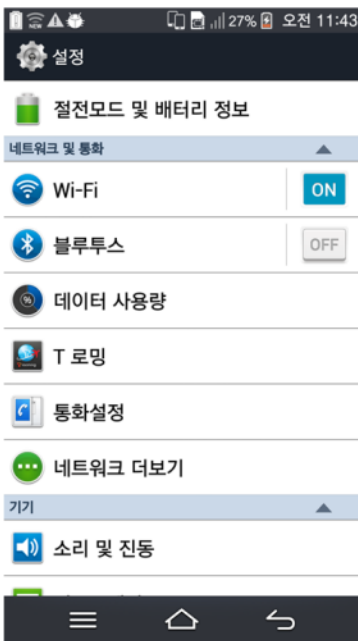 27% 오전 11:43
설정
절전모드 및 배터리 정보
네트워크 및 통화
Wi-Fi
ON
블루투스
OFF
데이터 사용량
T 로밍
통화설정
네트워크 더보기
기기
소리 및 진동